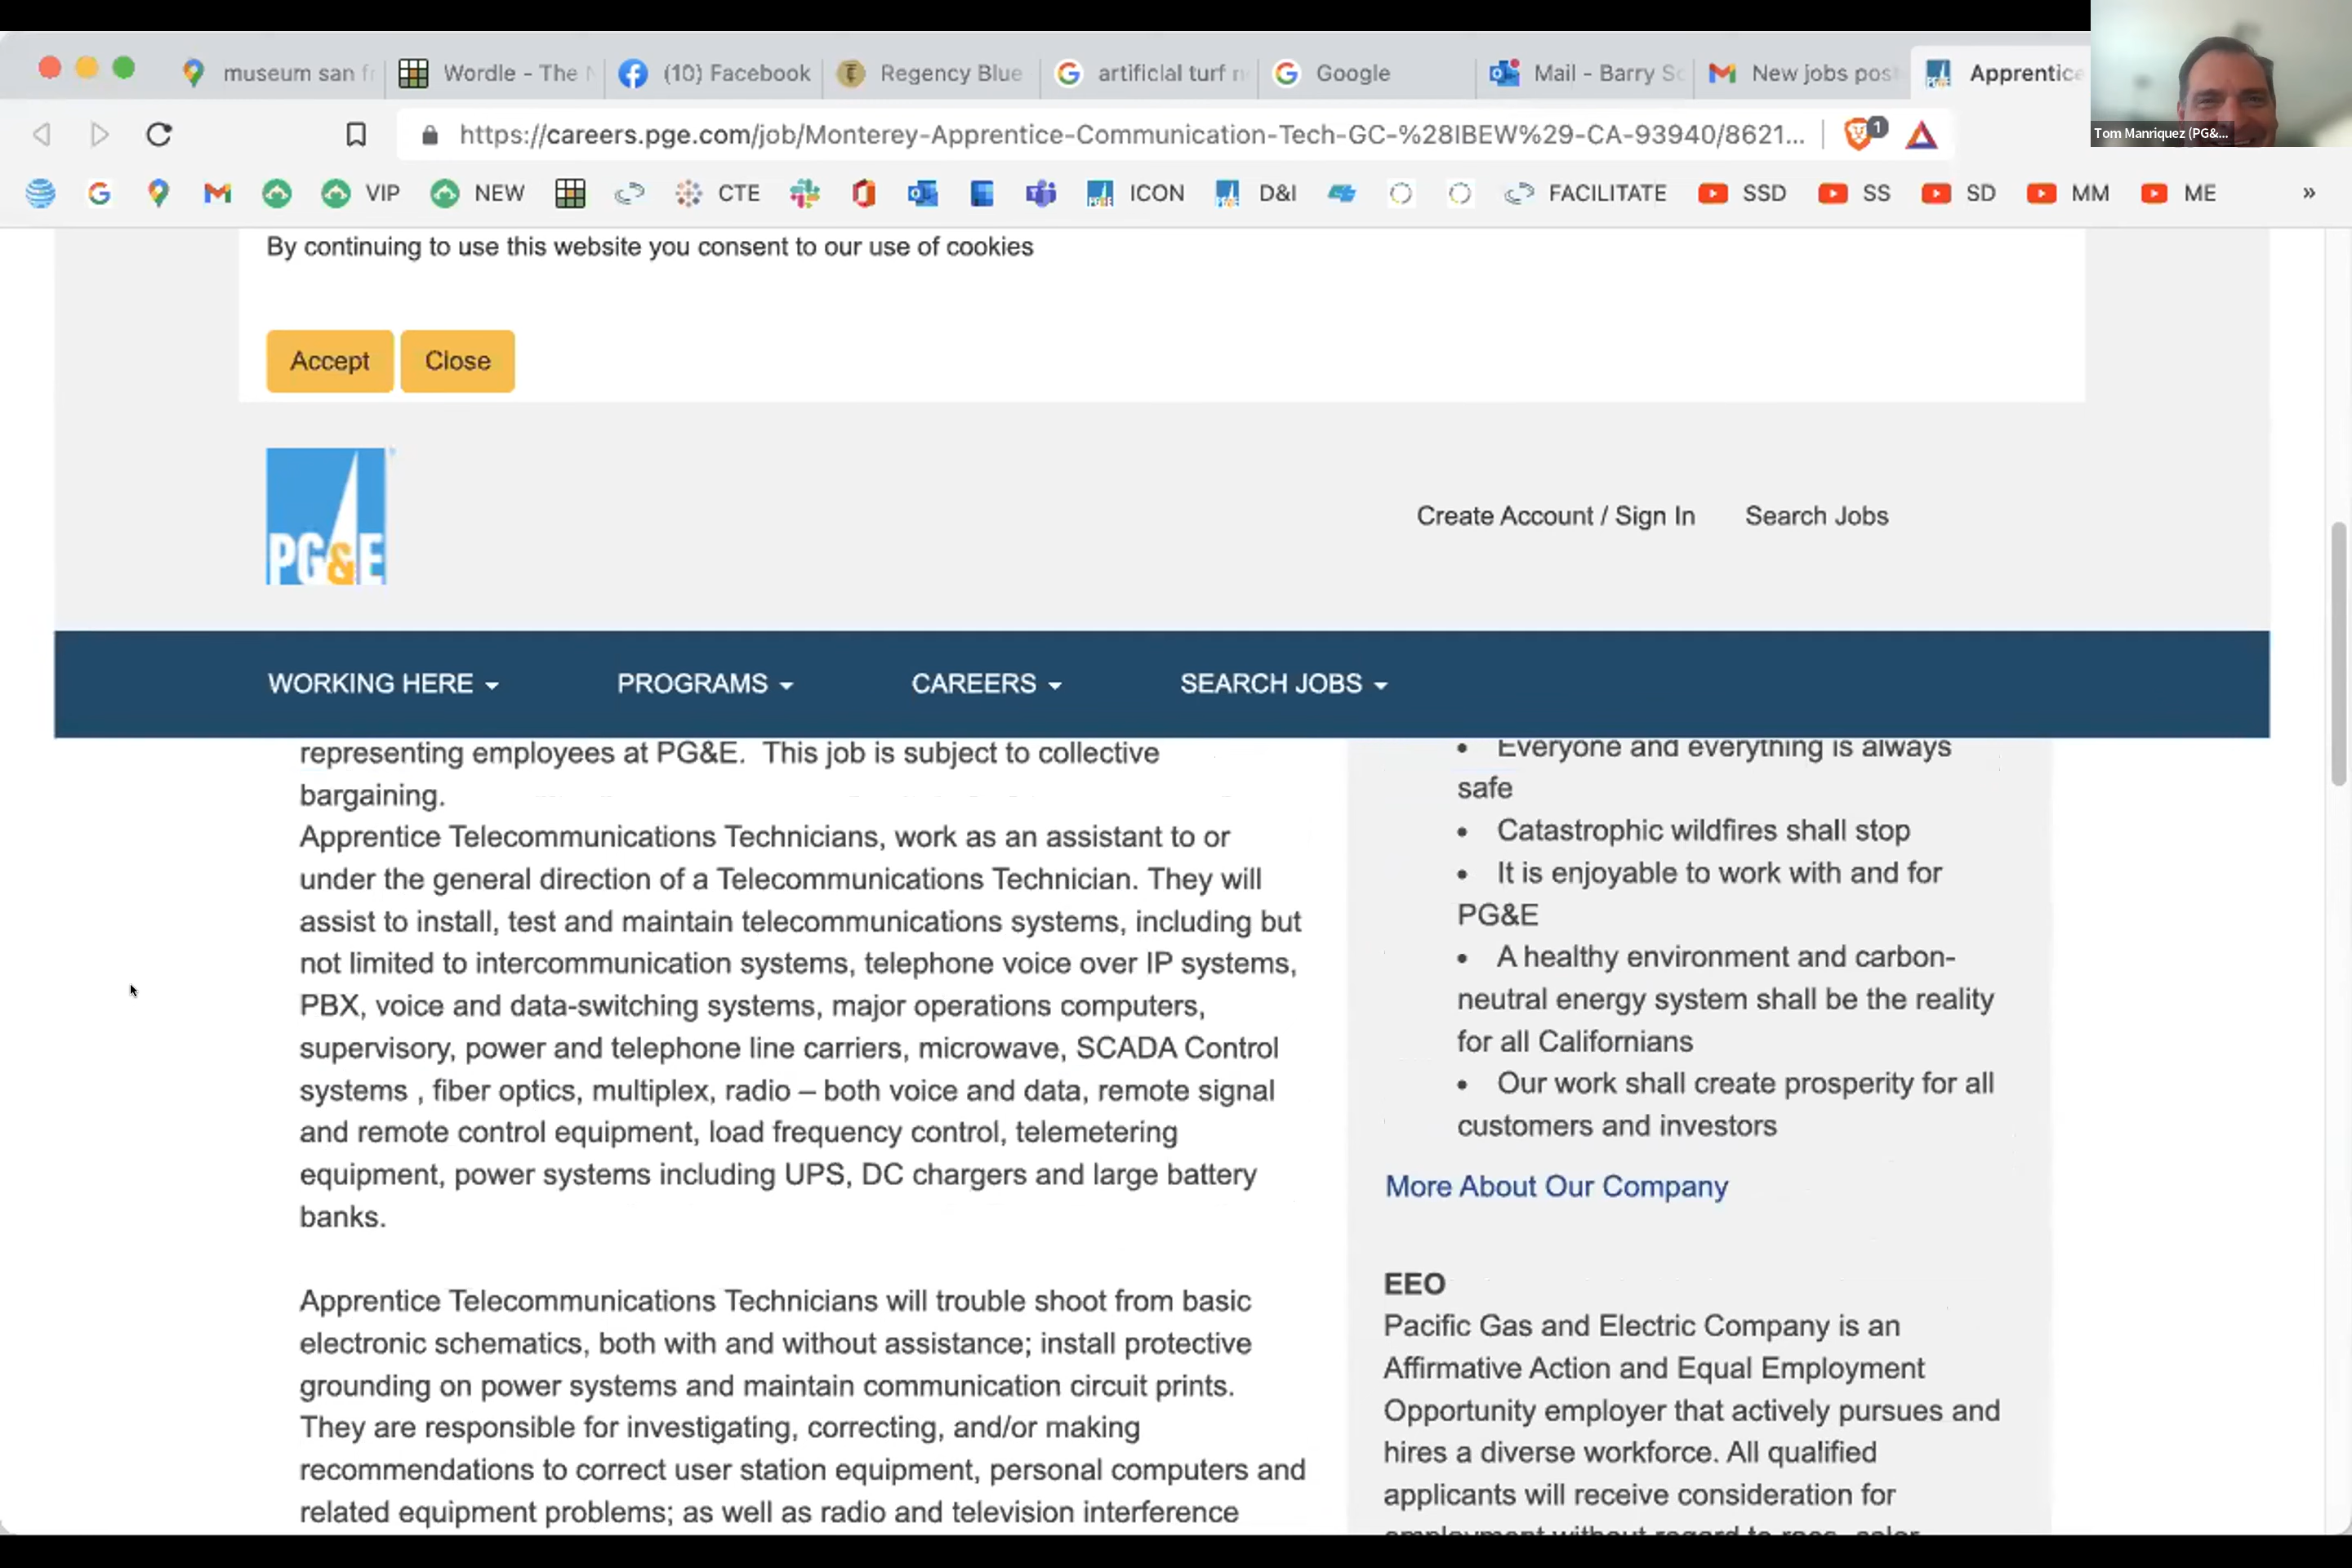 museum san fr
Wordle - The N
(10) Facebook
Regency Blue
artificial turf n
Google
Mail - Barry Sc
New jobs post
Apprentice
Tom Manriquez (PG&...
https://careers.pge.com/job/Monterey-Apprentice-Communication-Tech-GC-%28IBEW%29-CA-93940/8621...
1
VIP
NEW
CTE
ICON
D&I
FACILITATE
SSD
SS
SD
MM
ME
»
By continuing to use this website you consent to our use of cookies
Accept
Close
PG&E
Create Account / Sign In
Search Jobs
WORKING HERE
PROGRAMS
CAREERS
SEARCH JOBS
representing employees at PG&E. This job is subject to collective
bargaining.
Apprentice Telecommunications Technicians, work as an assistant to or
under the general direction of a Telecommunications Technician. They will
assist to install, test and maintain telecommunications systems, including but
not limited to intercommunication systems, telephone voice over IP systems,
PBX, voice and data-switching systems, major operations computers,
supervisory, power and telephone line carriers, microwave, SCADA Control
systems , fiber optics, multiplex, radio – both voice and data, remote signal
and remote control equipment, load frequency control, telemetering
equipment, power systems including UPS, DC chargers and large battery
banks.
Apprentice Telecommunications Technicians will trouble shoot from basic
electronic schematics, both with and without assistance; install protective
grounding on power systems and maintain communication circuit prints.
They are responsible for investigating, correcting, and/or making
recommendations to correct user station equipment, personal computers and
related equipment problems; as well as radio and television interference
• Everyone and everything is always
safe
• Catastrophic wildfires shall stop
• It is enjoyable to work with and for
PG&E
• A healthy environment and carbon-
neutral energy system shall be the reality
for all Californians
• Our work shall create prosperity for all
customers and investors
More About Our Company
EEO
Pacific Gas and Electric Company is an
Affirmative Action and Equal Employment
Opportunity employer that actively pursues and
hires a diverse workforce. All qualified
applicants will receive consideration for
employment without regard to race, color